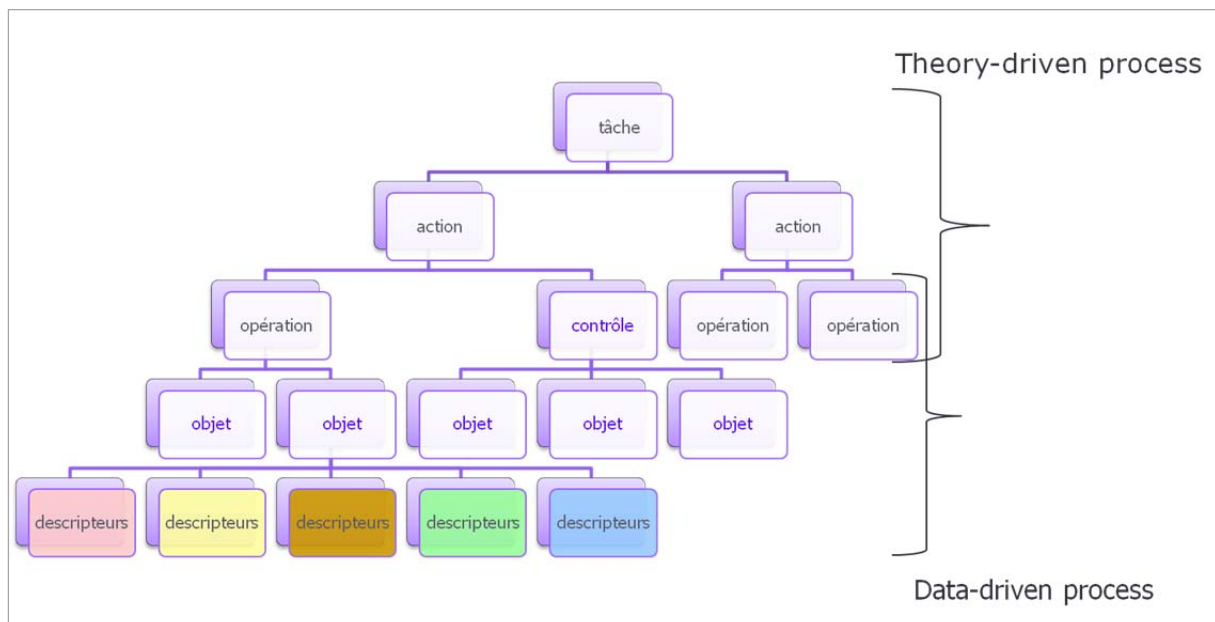 Theory-driven process
tâche
action
action
opération
contrôle
opération
opération
objet
objet
objet
objet
objet
descripteurs
descripteurs
descripteurs
descripteurs
descripteurs
Data-driven process